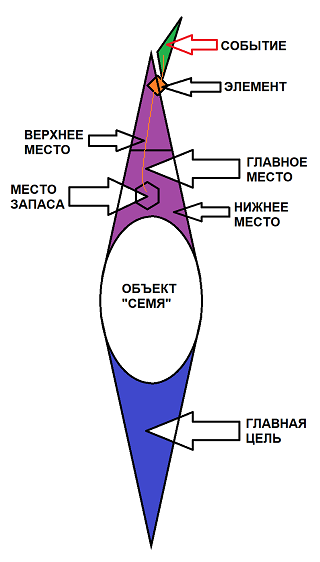 СОБЫТИЕ
ЭЛЕМЕНТ
ВЕРХНЕЕ
МЕСТО
ГЛАВНОЕ
МЕСТО
МЕСТО
ЗАПАСА
НИЖНЕЕ
МЕСТО
ОБЪЕКТ
"СЕМЯ"
ГЛАВНАЯ
ЦЕЛЬ